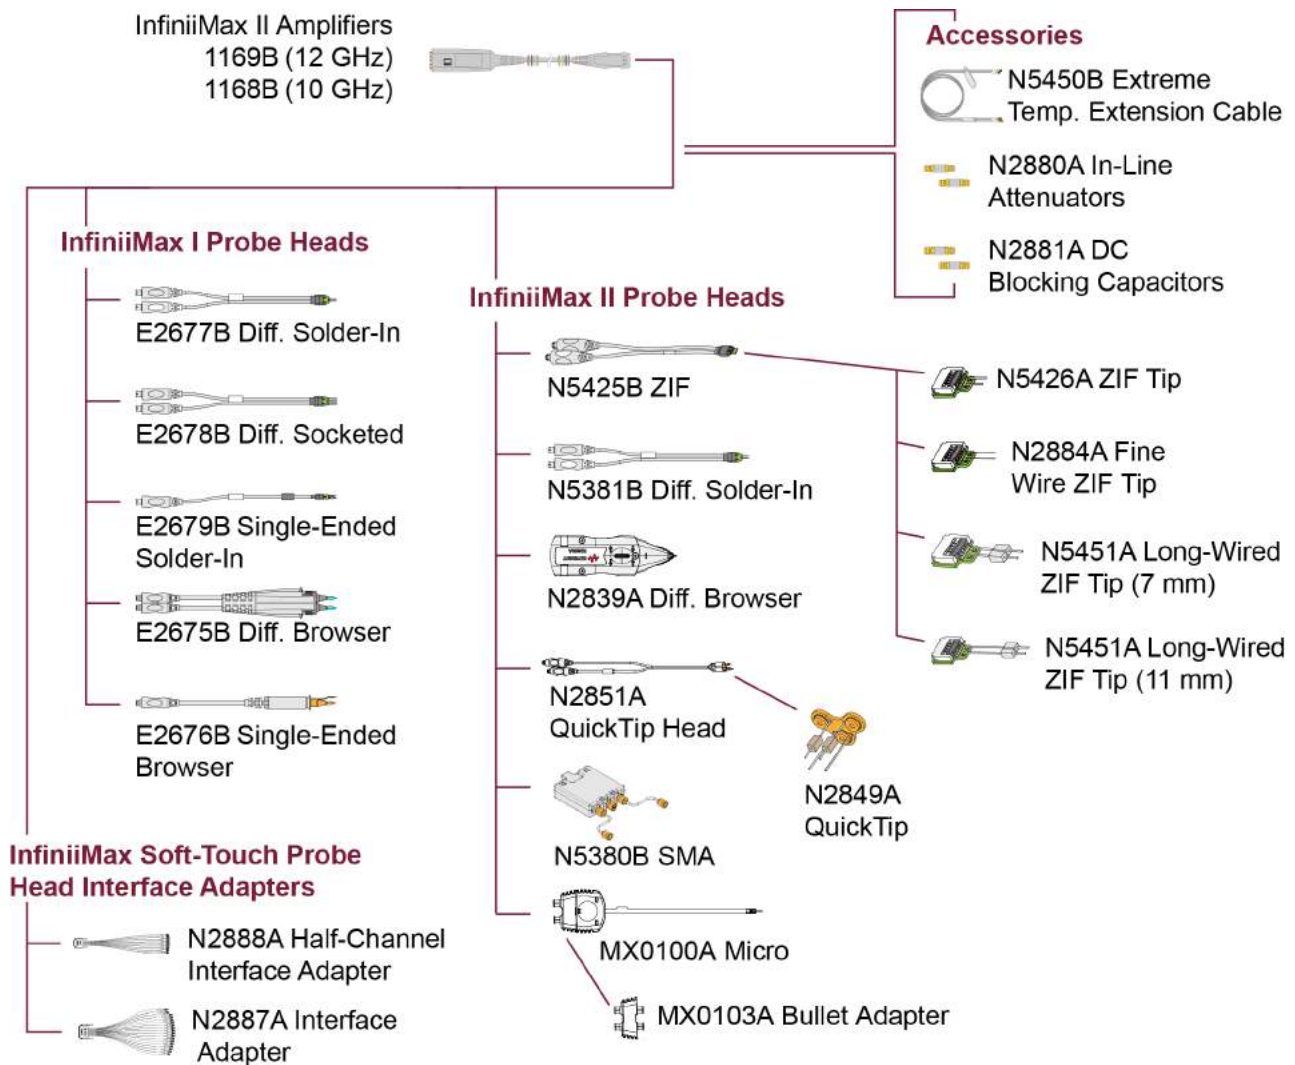 InfiniiMax II Amplifiers
1169B (12 GHz)
1168B (10 GHz)
Accessories
N5450B Extreme
Temp. Extension Cable
N2880A In-Line
Attenuators
N2881A DC
Blocking Capacitors
InfiniiMax I Probe Heads
E2677B Diff. Solder-In
E2678B Diff. Socketed
E2679B Single-Ended
Solder-In
E2675B Diff. Browser
E2676B Single-Ended
Browser
InfiniiMax II Probe Heads
N5425B ZIF
N5381B Diff. Solder-In
N2839A Diff. Browser
N2851A
QuickTip Head
N5380B SMA
MX0100A Micro
MX0103A Bullet Adapter
N5426A ZIF Tip
N2884A Fine
Wire ZIF Tip
N5451A Long-Wired
ZIF Tip (7 mm)
N5451A Long-Wired
ZIF Tip (11 mm)
N2849A
QuickTip
InfiniiMax Soft-Touch Probe
Head Interface Adapters
N2888A Half-Channel
Interface Adapter
N2887A Interface
Adapter